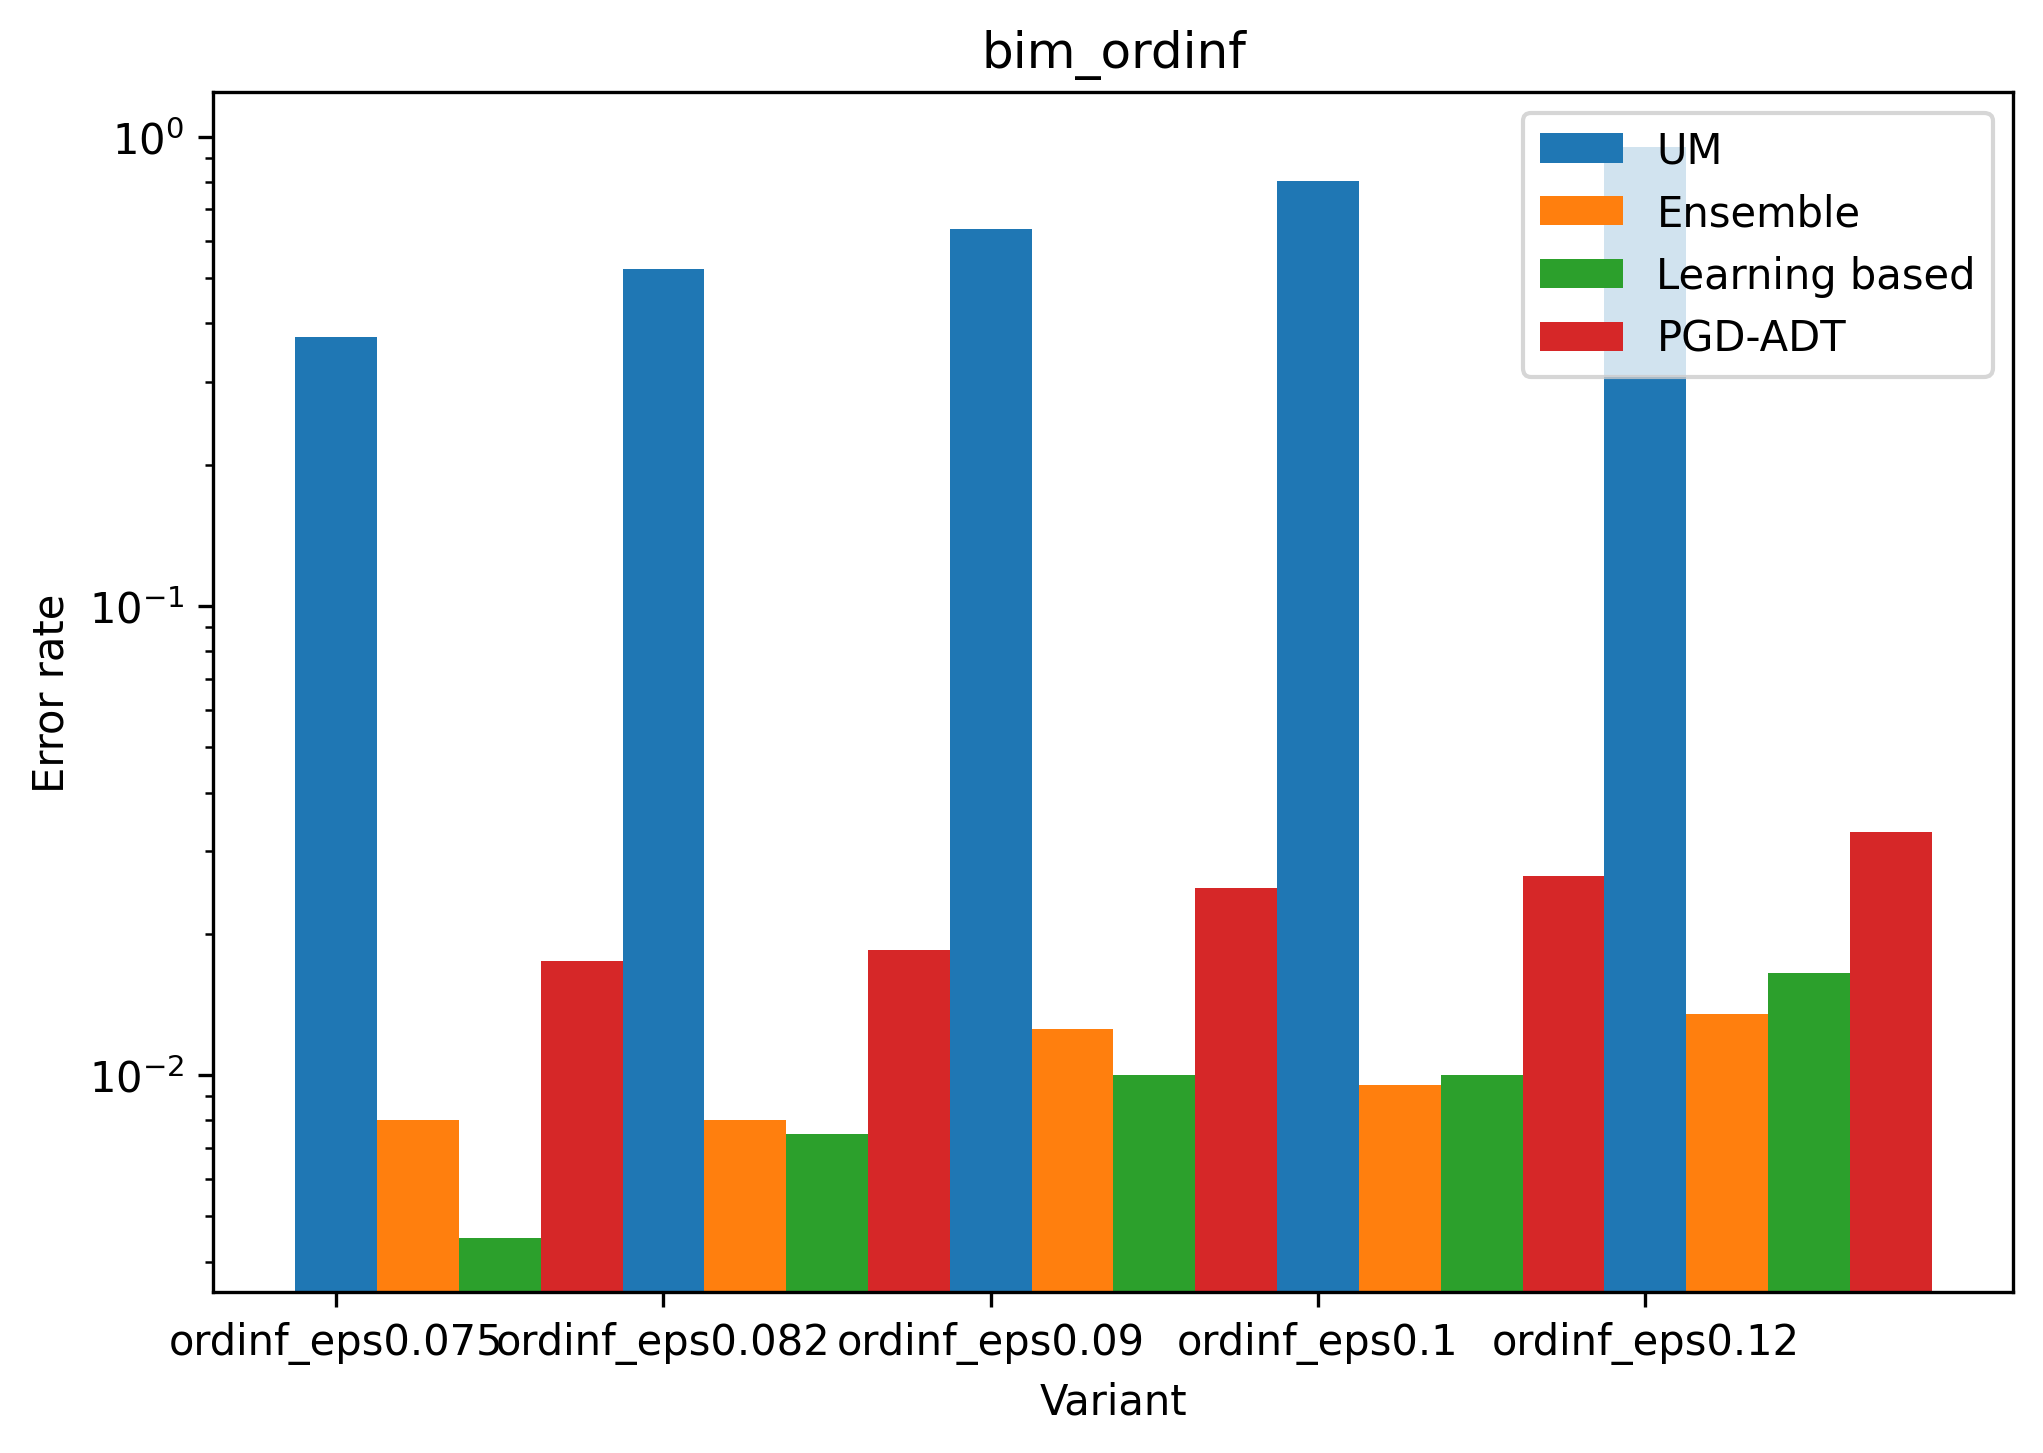 bim_ordinf
UM
Ensemble
Learning based
PGD-ADT
10⁰
10⁻¹
10⁻²
Error rate
ordinf_eps0.075 ordinf_eps0.082 ordinf_eps0.09 ordinf_eps0.1 ordinf_eps0.12
Variant